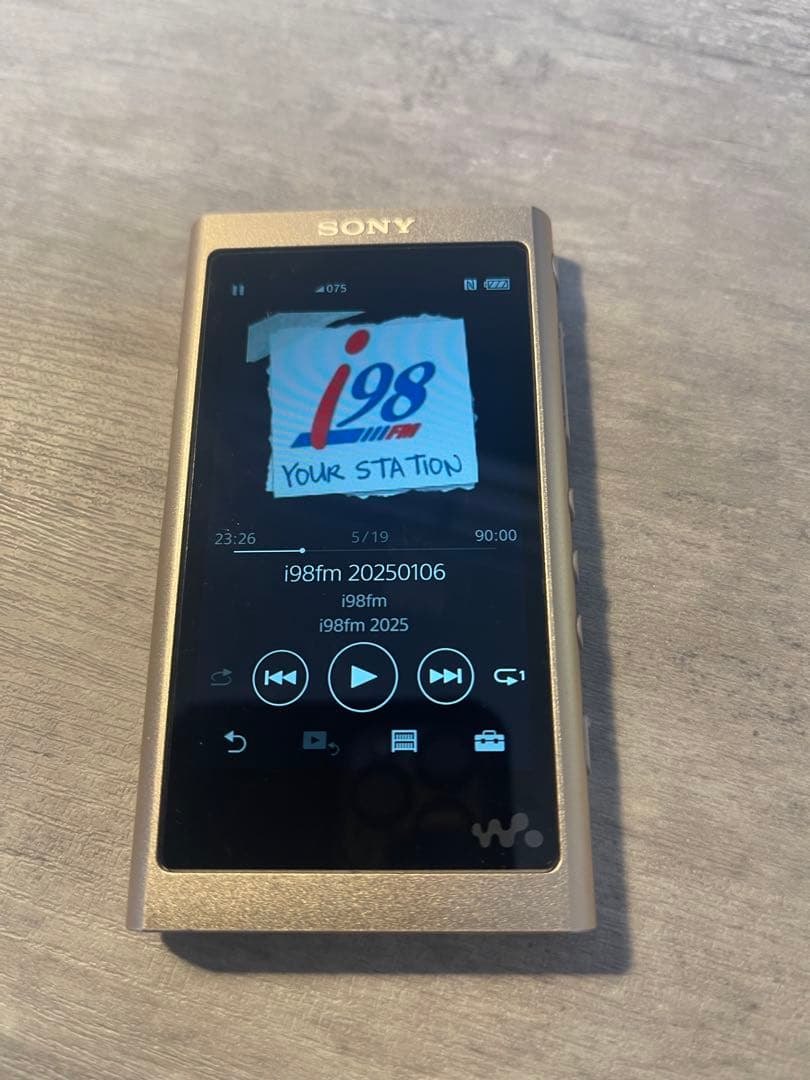 SONY
075
N
i98
FM
YOUR STATION
23:26 5/19 90:00
i98fm 20250106
i98fm
i98fm 2025
1